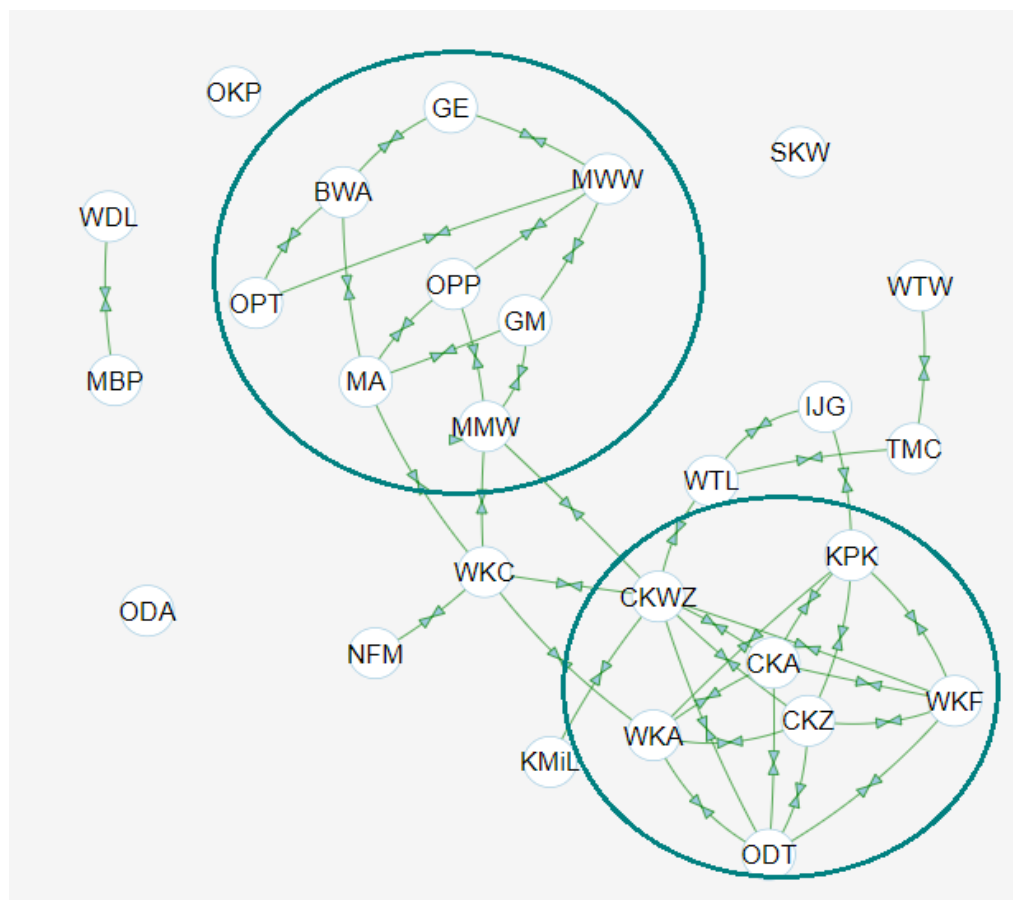 OKP
GE
SKW
MWW
BWA
WDL
OPP
WTW
OPT
GM
MBP
MA
IJG
MMW
TMC
WTL
KPK
WKC
CKWZ
ODA
NFM
CKA
WKF
CKZ
WKA
KMiL
ODT